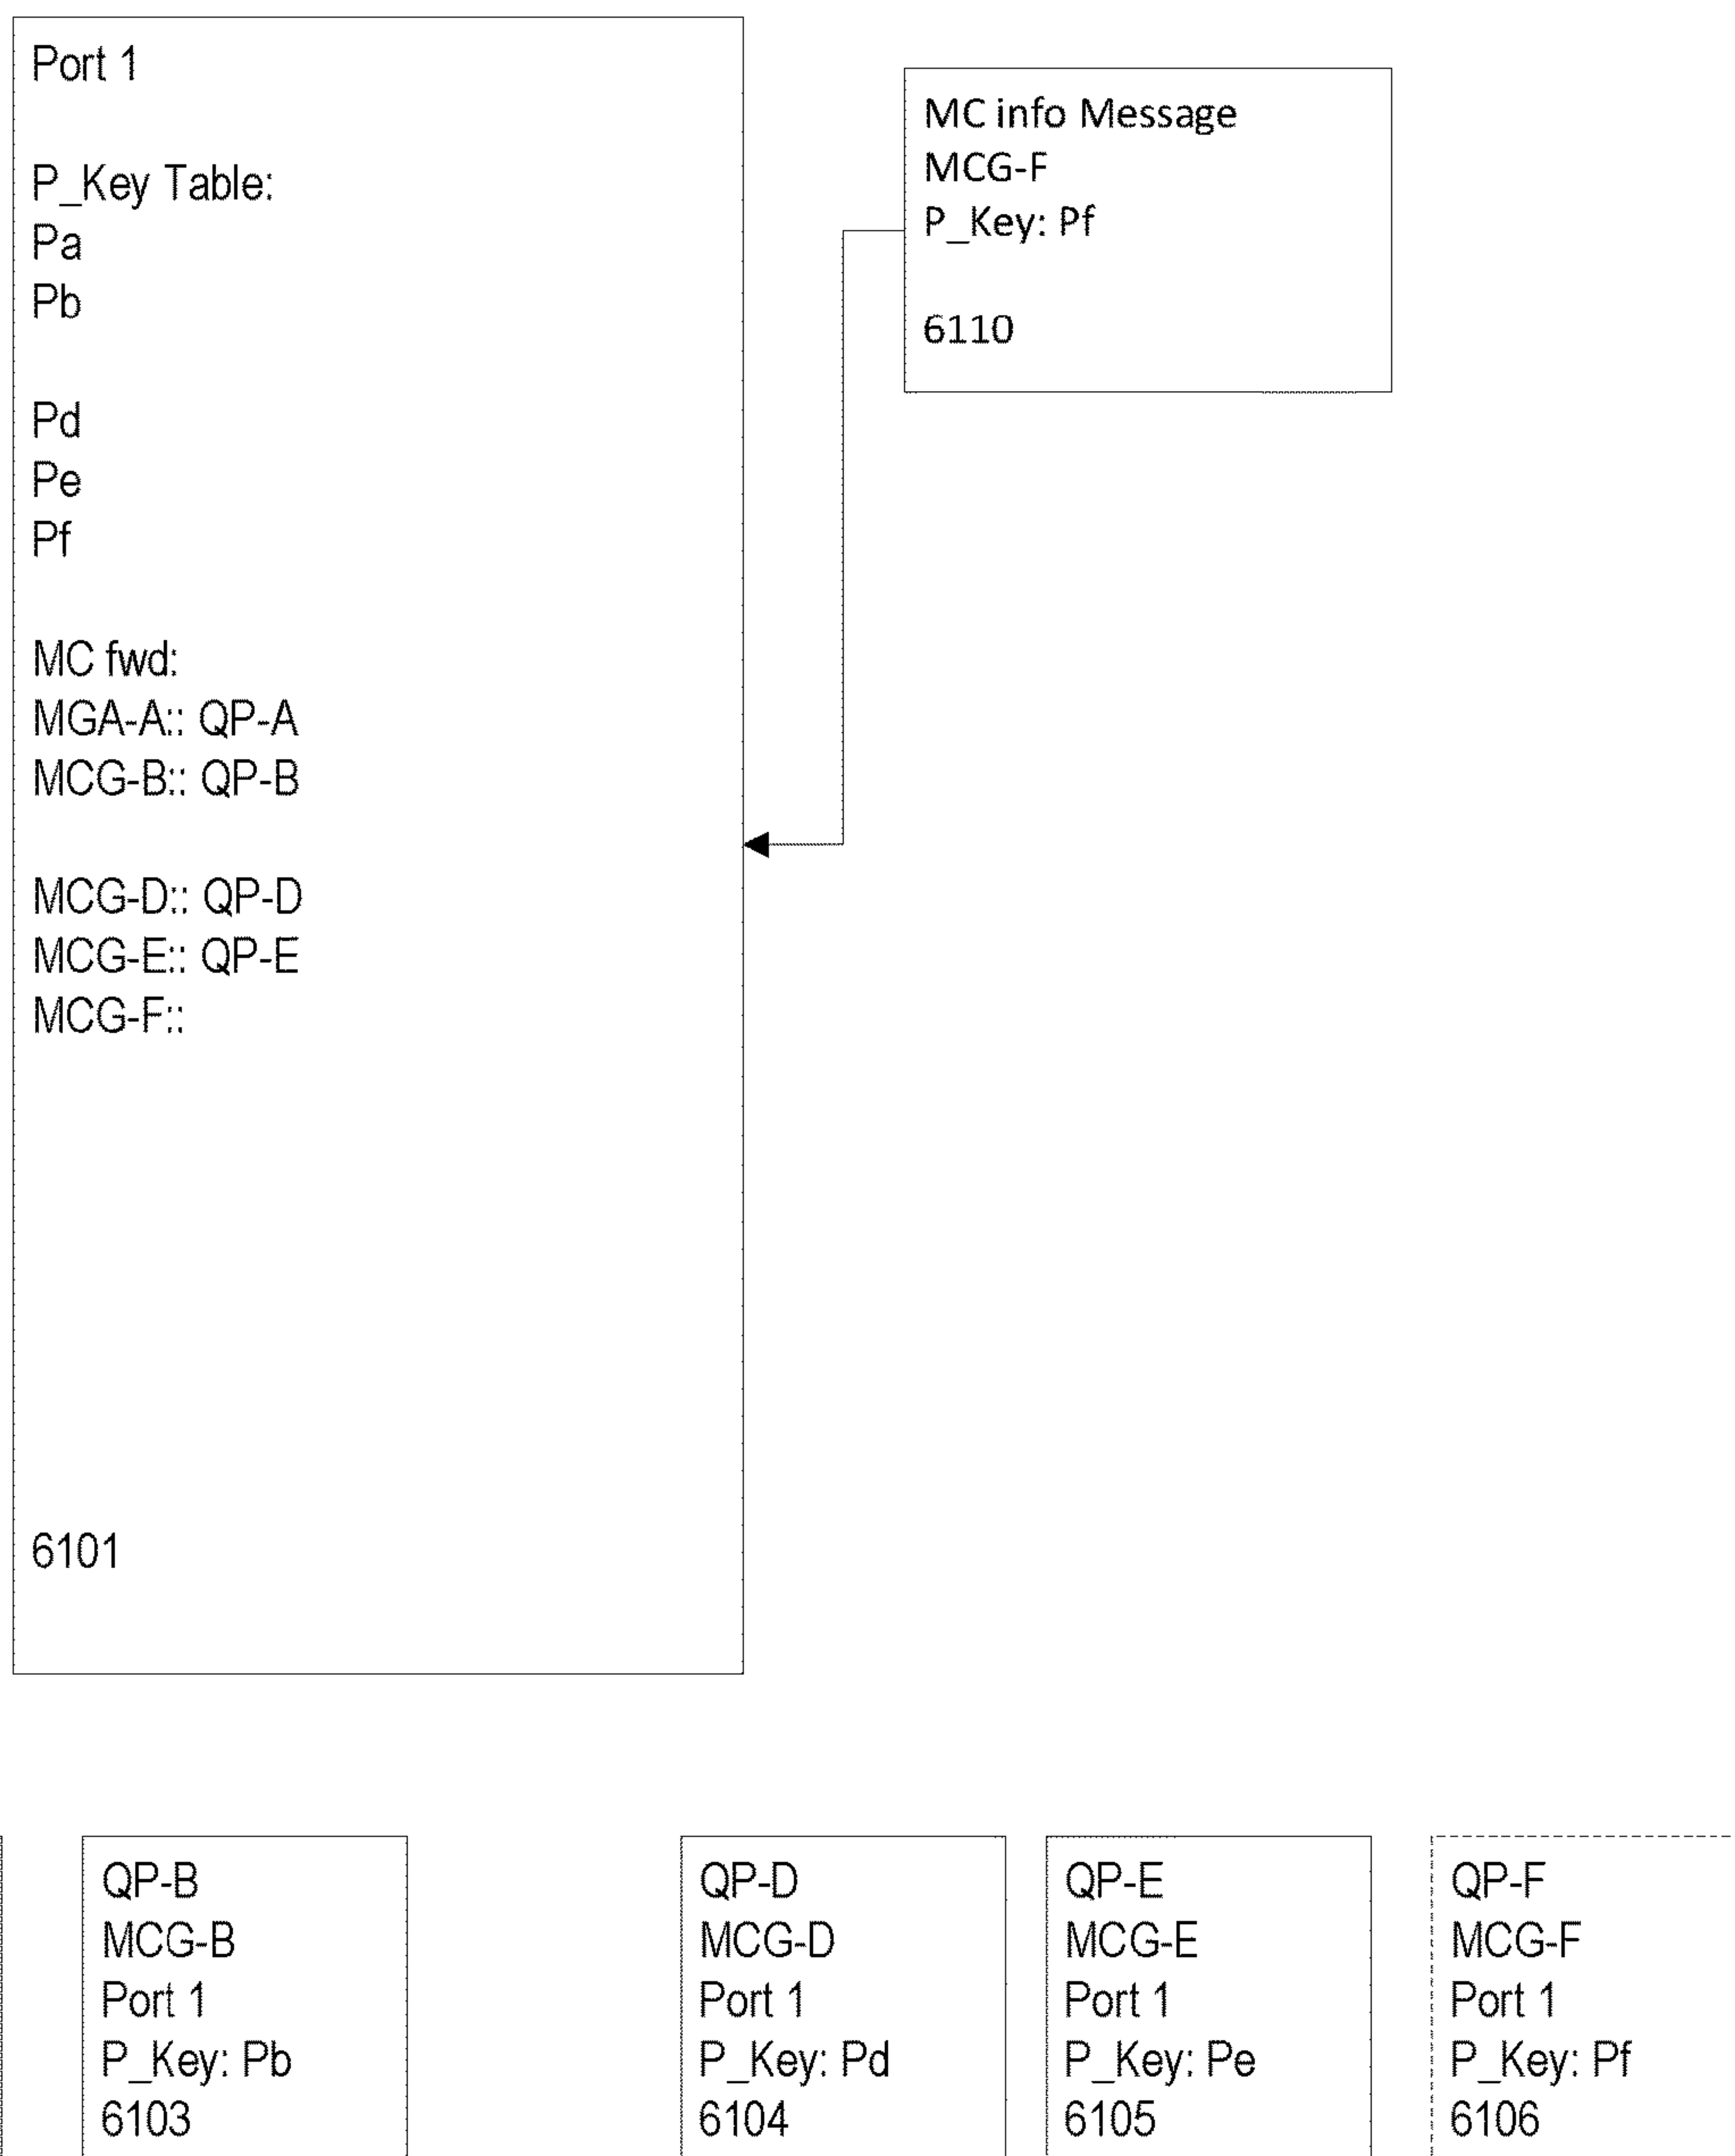 Port 1
P_Key Table:
Pa
Pb
Pd
Pe
Pf
MC fwd:
MGA-A:: QP-A
MCG-B:: QP-B
MCG-D:: QP-D
MCG-E:: QP-E
MCG-F::
6101
MC info Message
MCG-F
P_Key: Pf
6110
QP-B
MCG-B
Port 1
P_Key: Pb
6103
QP-D
MCG-D
Port 1
P_Key: Pd
6104
QP-E
MCG-E
Port 1
P_Key: Pe
6105
QP-F
MCG-F
Port 1
P_Key: Pf
6106